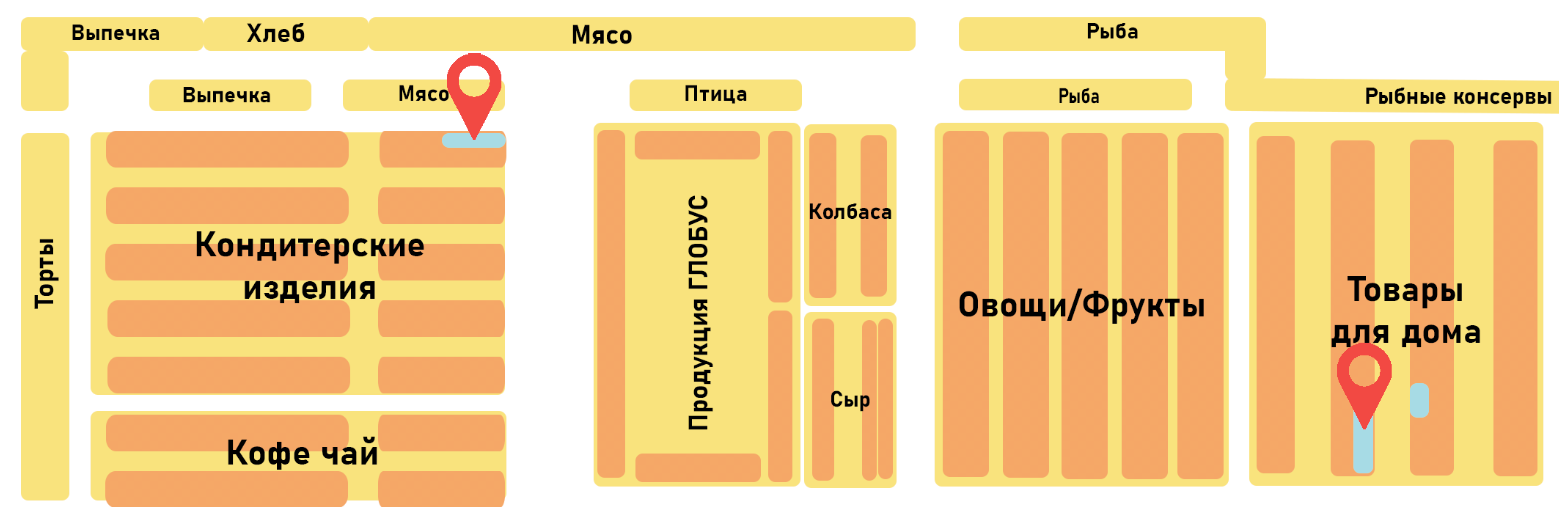 Выпечка
Хлеб
Мясо
Рыба
Выпечка
Мясо
Птица
Рыба
Рыбные консервы
Торты
Кондитерские
изделия
Кофе чай
Продукция ГЛОБУС
Колбаса
Сыр
Овощи/Фрукты
Товары
для дома